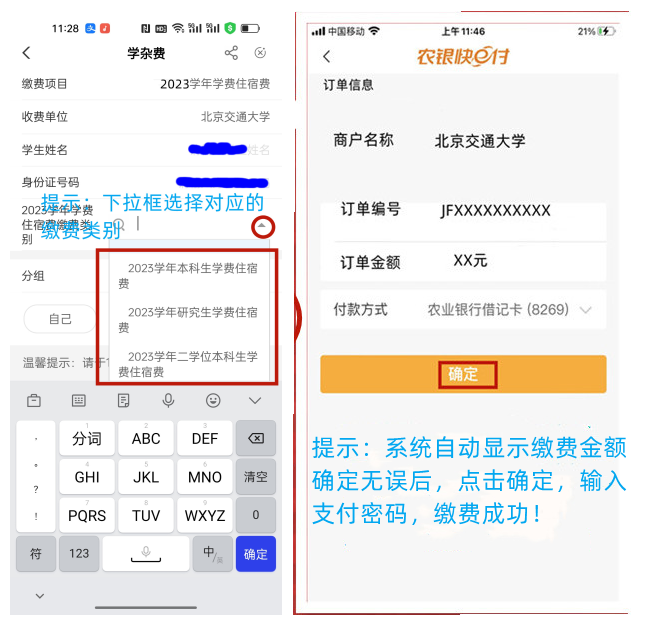 11:28
学杂费
缴费项目 2023学年学费住宿费
收费单位 北京交通大学
学生姓名 姓名
身份证号码
提示：下拉框选择对应的
缴费类别
2023学年学费
住宿费缴费类
别
2023学年本科生学费住宿
费
2023学年研究生学费住宿
费
2023学年二学位本科生学
费住宿费
分组
自己
温馨提示：请于1
分词 ABC DEF
GHI JKL MNO 清空
PQRS TUV WXYZ 0
符 123 中/英 确定
中国移动 上午11:46 21%
农银快e付
订单信息
商户名称 北京交通大学
订单编号 JFXXXXXXXXXX
订单金额 XX元
付款方式 农业银行借记卡 (8269)
确定
提示：系统自动显示缴费金额
确定无误后，点击确定，输入
支付密码，缴费成功！